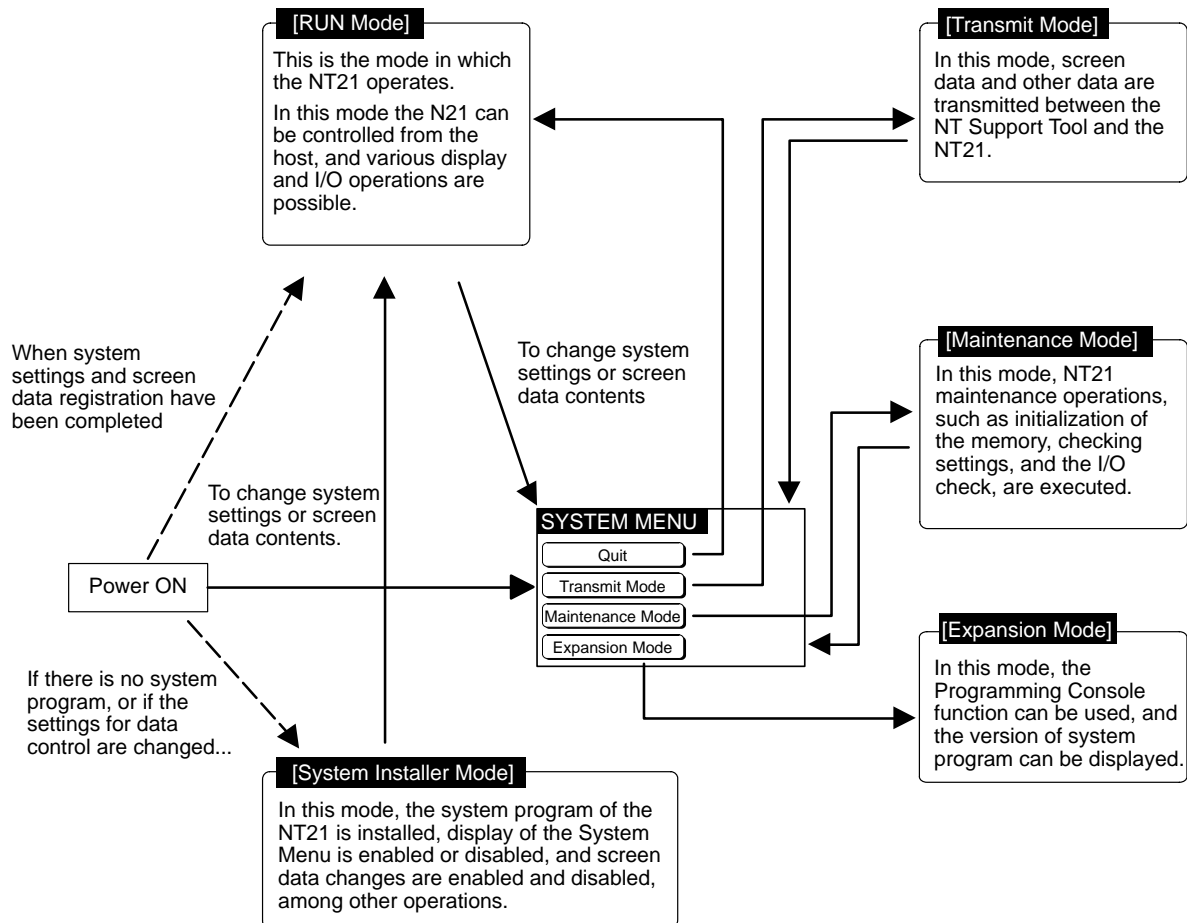 [RUN Mode]
This is the mode in which
the NT21 operates.
In this mode the N21 can
be controlled from the
host, and various display
and I/O operations are
possible.
[Transmit Mode]
In this mode, screen
data and other data are
transmitted between the
NT Support Tool and the
NT21.
When system
settings and screen
data registration have
been completed
To change system
settings or screen
data contents
[Maintenance Mode]
In this mode, NT21
maintenance operations,
such as initialization of
the memory, checking
settings, and the I/O
check, are executed.
To change system
settings or screen
data contents.
Power ON
SYSTEM MENU
Quit
Transmit Mode
Maintenance Mode
Expansion Mode
[Expansion Mode]
In this mode, the
Programming Console
function can be used, and
the version of system
program can be displayed.
If there is no system
program, or if the
settings for data
control are changed...
[System Installer Mode]
In this mode, the system program of the
NT21 is installed, display of the System
Menu is enabled or disabled, and screen
data changes are enabled and disabled,
among other operations.